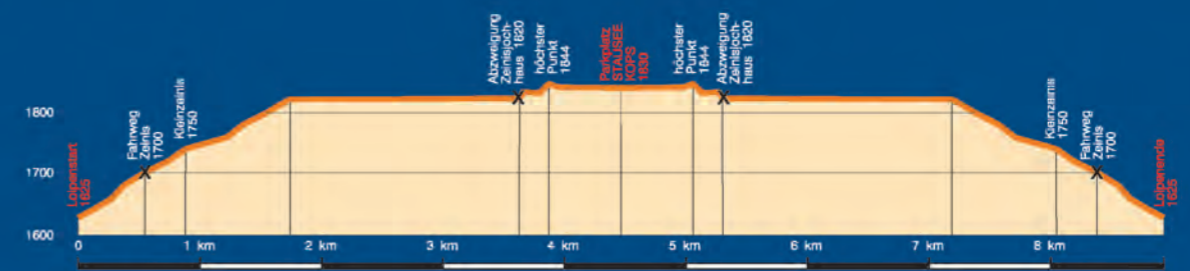 Loipenstart
1625
Fahrweg
Zeinis
1700
Kleinzeinis
1750
Abzweigung
Zeinisjoch-
haus 1820
höchster
Punkt
1844
Parkplatz
STAUSEE
KOPS
1830
höchster
Punkt
1844
Abzweigung
Zeinisjoch-
haus 1820
Kleinzeinis
1750
Fahrweg
Zeinis
1700
Loipenende
1625
1800
1700
1600
0
1 km
2 km
3 km
4 km
5 km
6 km
7 km
8 km